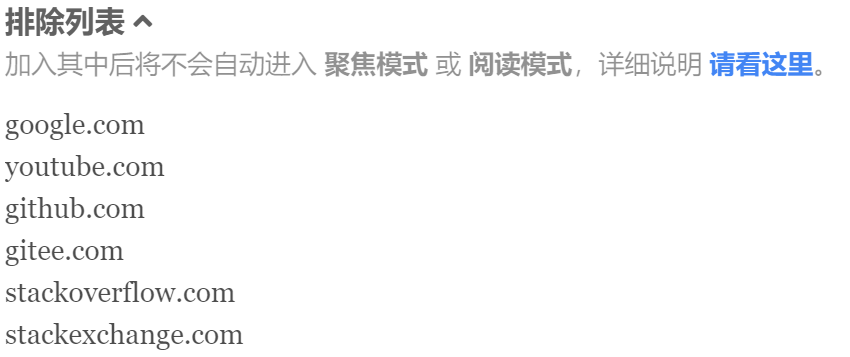 排除列表
加入其中后将不会自动进入 聚焦模式 或 阅读模式，详细说明 请看这里。
google.com
youtube.com
github.com
gitee.com
stackoverflow.com
stackexchange.com